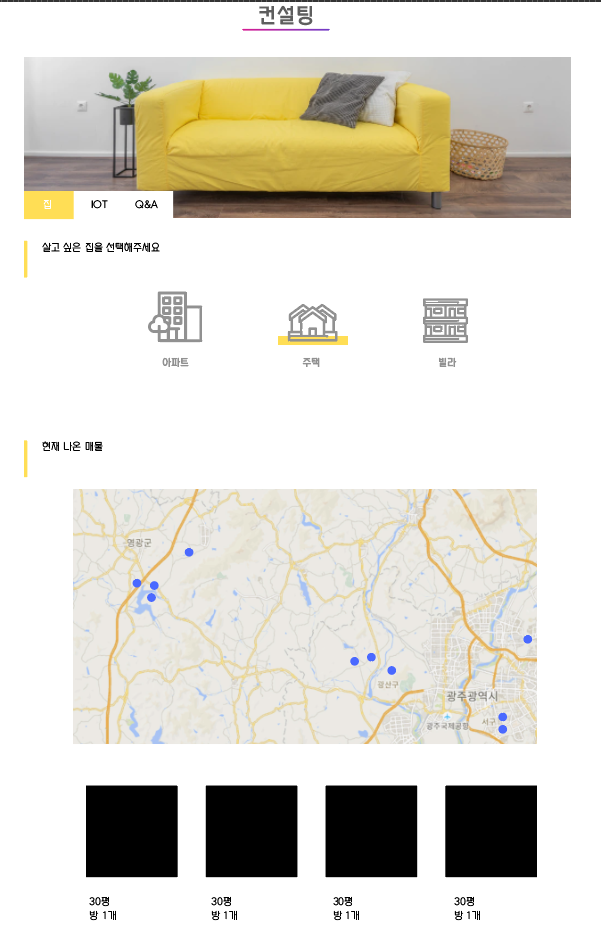 컨설팅
집 IOT Q&A
살고 싶은 집을 선택해주세요
아파트 주택 빌라
현재 나온 매물
영광군
광산구
광주광역시
광주국제공항 서구
30평 30평 30평 30평
방 1개 방 1개 방 1개 방 1개